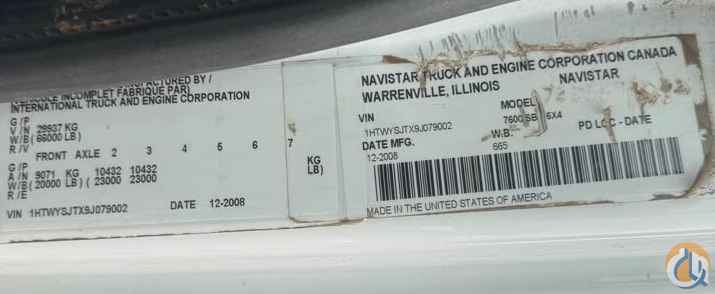 MANUFACTURED BY /
VEHICULE INCOMPLET FABRIQUE PAR)
INTERNATIONAL TRUCK AND ENGINE CORPORATION
G/P
V/N 29937 KG
W/B( 66000 LB)
R/V
FRONT AXLE 2 3 4 5 6 7
G/P
A/N 9071 KG 10432 10432 KG
W/B( 20000 LB) ( 23000 23000 LB)
R/E
VIN 1HTWYSJTX9J079002 DATE 12-2008
NAVISTAR TRUCK AND ENGINE CORPORATION CANADA
WARRENVILLE, ILLINOIS NAVISTAR
VIN MODEL
1HTWYSJTX9J079002 7600 SB 6X4
DATE MFG. W.B. PD LOC - DATE
12-2008 665
MADE IN THE UNITED STATES OF AMERICA